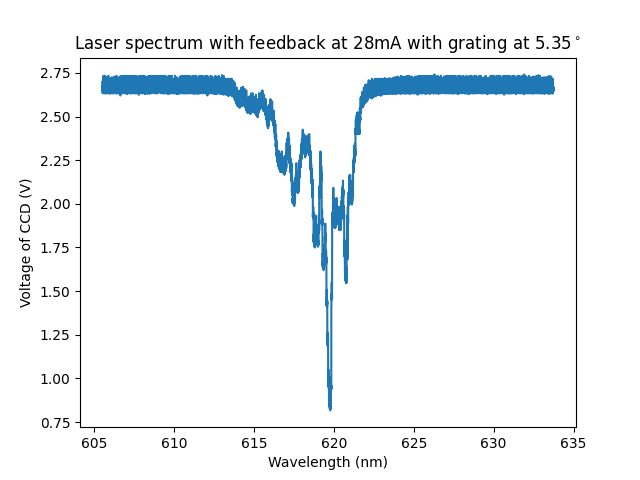 Laser spectrum with feedback at 28mA with grating at 5.35°
Voltage of CCD (V)
2.75
2.50
2.25
2.00
1.75
1.50
1.25
1.00
0.75
605 610 615 620 625 630 635
Wavelength (nm)